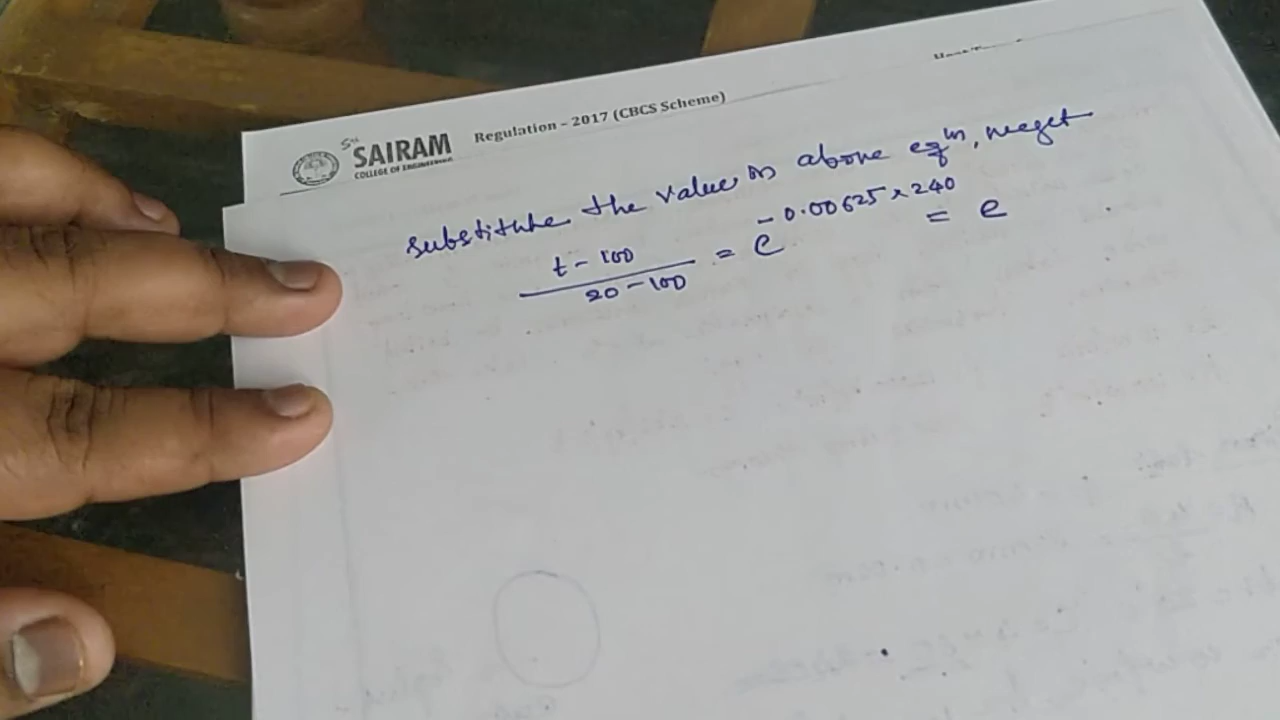 Sri
SAIRAM
COLLEGE OF ENGINEERING
Regulation – 2017 (CBCS Scheme)
substitute the value in above eqn, we get
t - 100 / 20 - 100 = e^-0.00625 x 240 = e